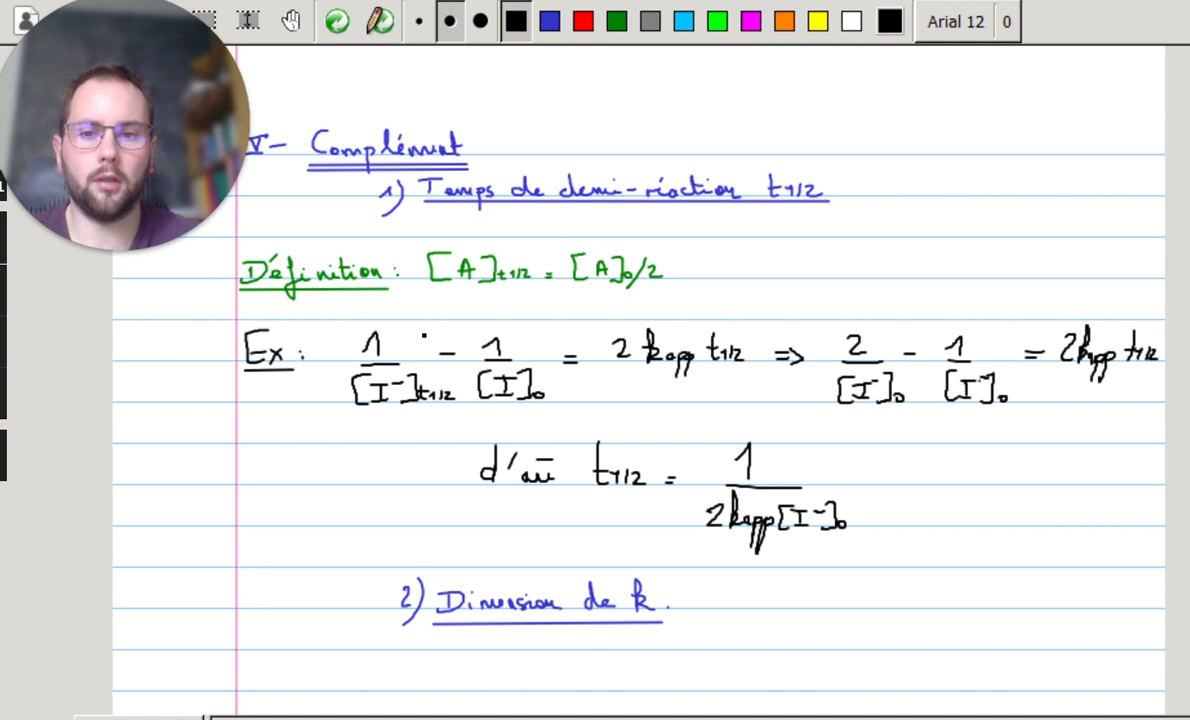 Arial 12 0
V- Complément
1) Temps de demi-réaction t1/2
Définition : [A]t1/2 = [A]0/2
Ex : 1/[I⁻]t1/2 - 1/[I⁻]0 = 2 kapp t1/2 => 2/[I⁻]0 - 1/[I⁻]0 = 2kapp t1/2
d'où t1/2 = 1/2kapp[I⁻]0
2) Dimension de k.